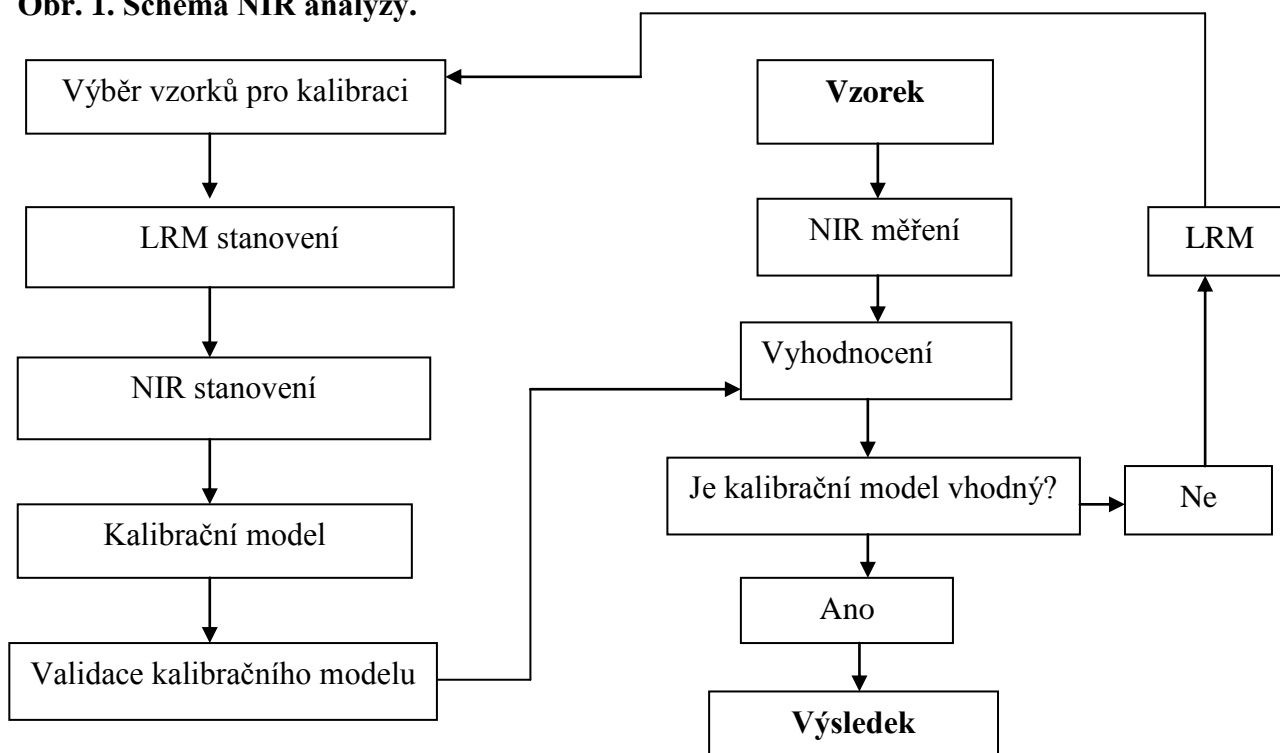 Obr. 1. Schéma NIR analýzy.
Výběr vzorků pro kalibraci
LRM stanovení
NIR stanovení
Kalibrační model
Validace kalibračního modelu
Vzorek
NIR měření
Vyhodnocení
Je kalibrační model vhodný?
Ano
Výsledek
Ne
LRM